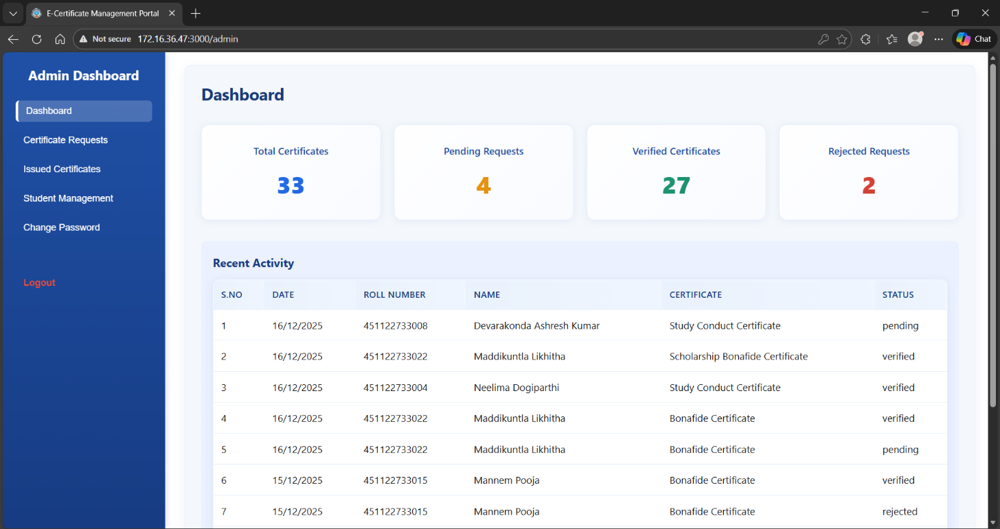 E-Certificate Management Portal
Not secure 172.16.36.47:3000/admin
Chat
Admin Dashboard
Dashboard
Certificate Requests
Issued Certificates
Student Management
Change Password
Logout
Dashboard
Total Certificates
33
Pending Requests
4
Verified Certificates
27
Rejected Requests
2
Recent Activity
S.NO DATE ROLL NUMBER NAME CERTIFICATE STATUS
1 16/12/2025 451122733008 Devarakonda Ashresh Kumar Study Conduct Certificate pending
2 16/12/2025 451122733022 Maddikuntla Likhitha Scholarship Bonafide Certificate verified
3 16/12/2025 451122733004 Neelima Dogiparthi Study Conduct Certificate verified
4 16/12/2025 451122733022 Maddikuntla Likhitha Bonafide Certificate verified
5 16/12/2025 451122733022 Maddikuntla Likhitha Bonafide Certificate pending
6 15/12/2025 451122733015 Mannem Pooja Bonafide Certificate verified
7 15/12/2025 451122733015 Mannem Pooja Bonafide Certificate rejected